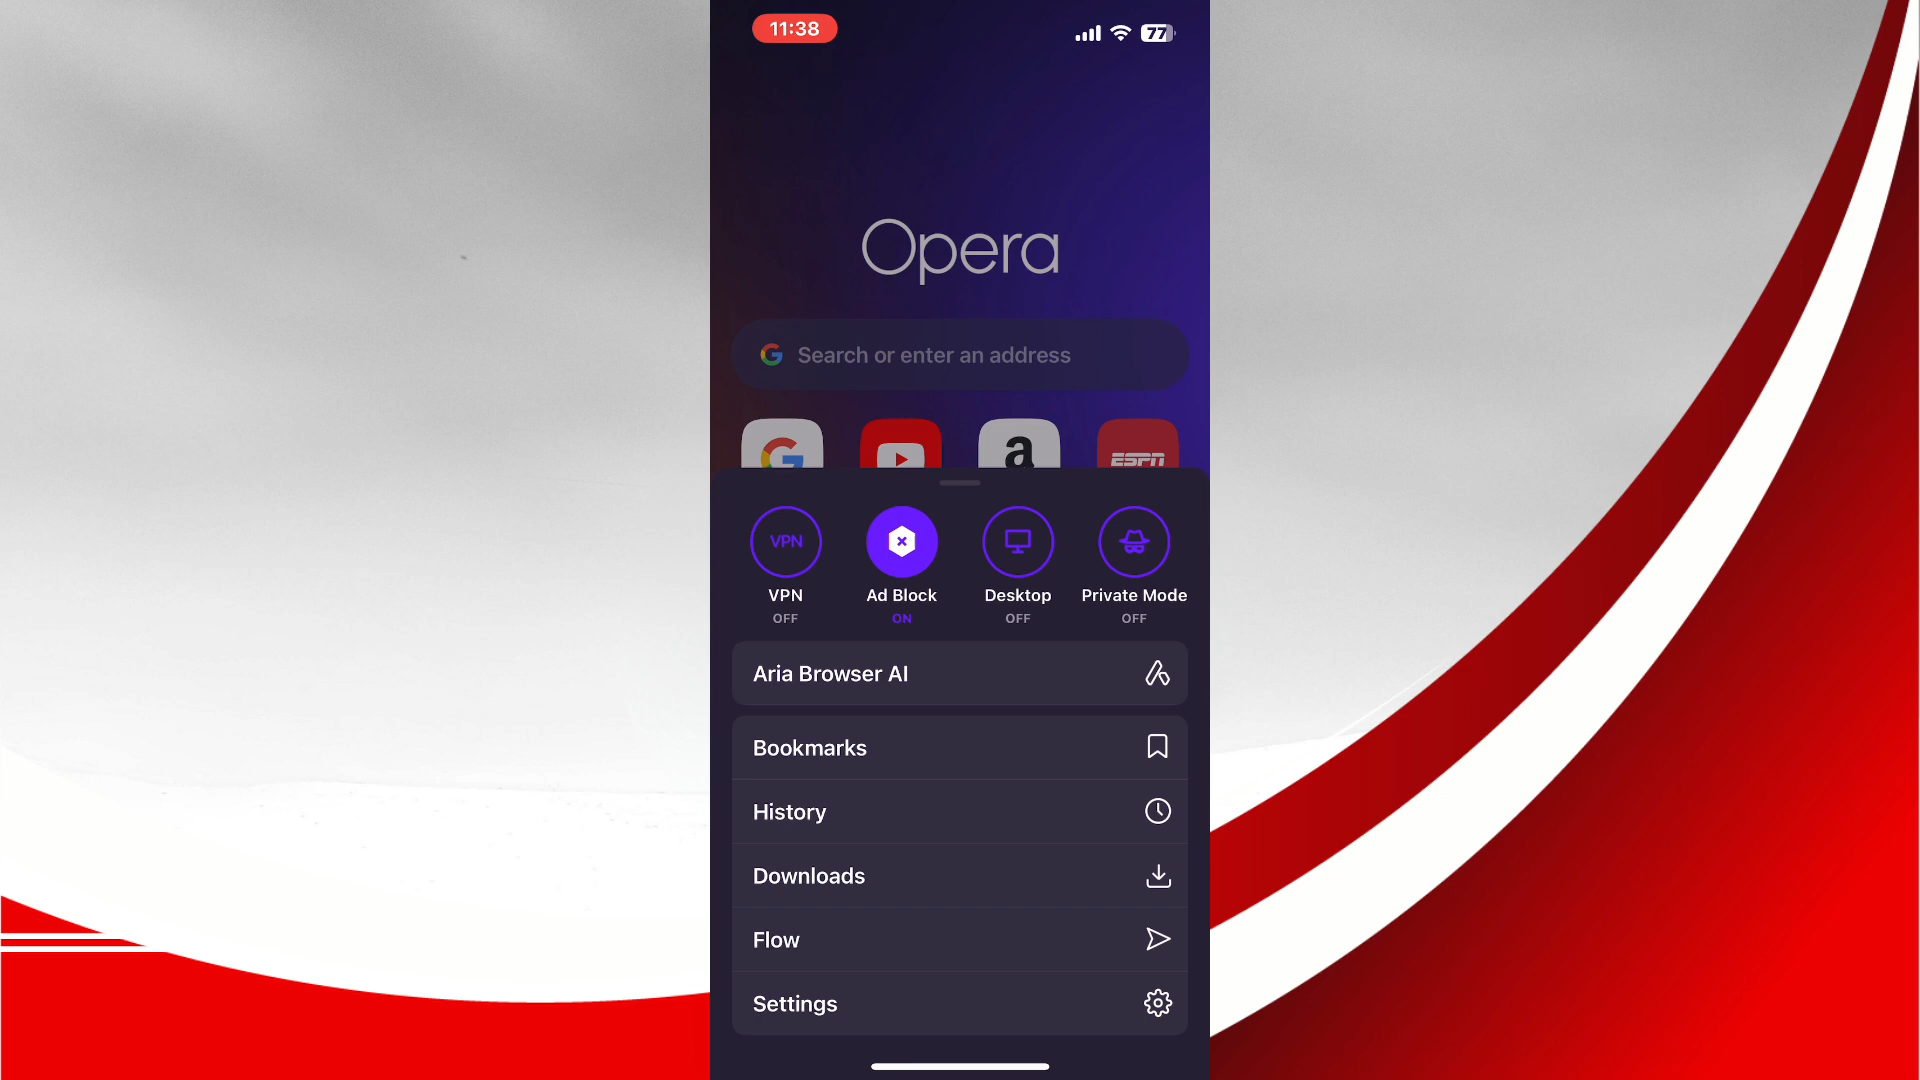 11:38
77
Opera
Search or enter an address
a
ESPN
VPN
VPN
OFF
Ad Block
ON
Desktop
OFF
Private Mode
OFF
Aria Browser AI
Bookmarks
History
Downloads
Flow
Settings